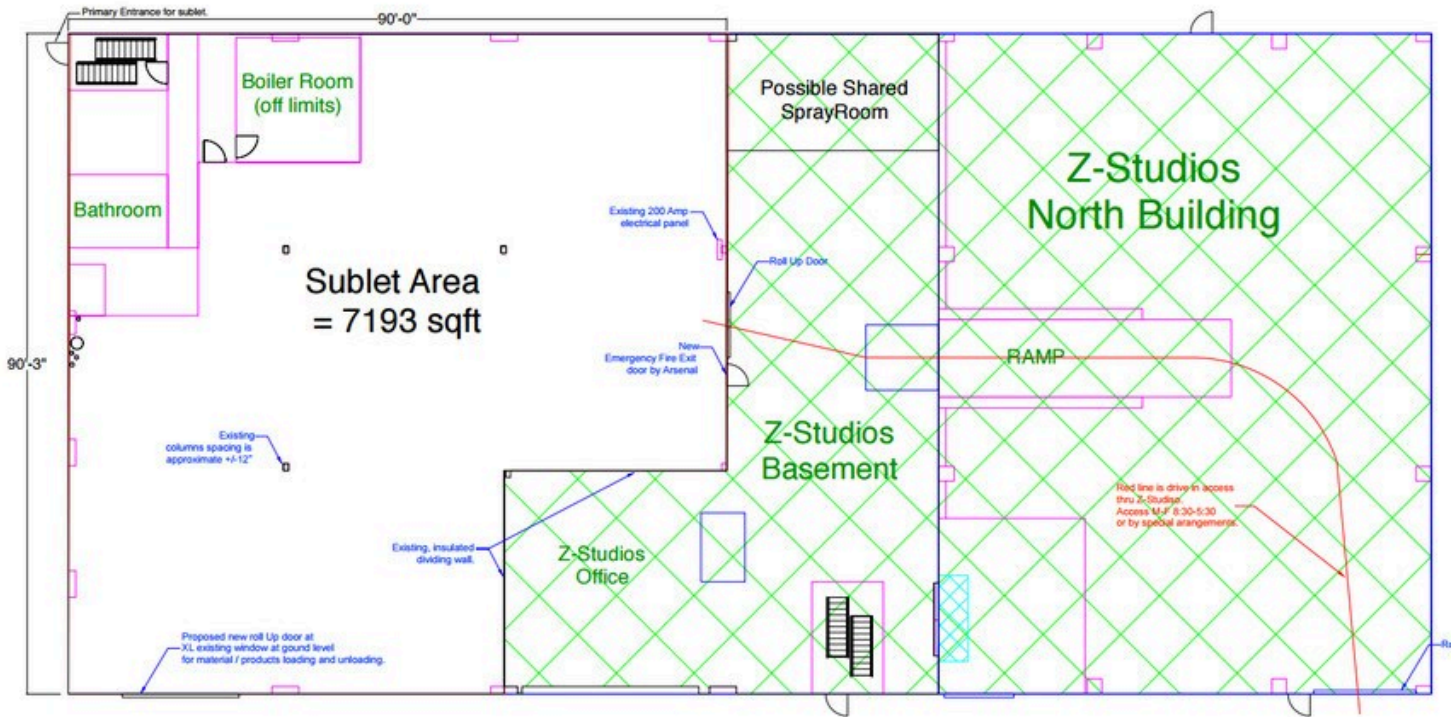 Primary Entrance for sublet.
90'-0"
Boiler Room
(off limits)
Possible Shared
SprayRoom
Z-Studios
North Building
Bathroom
Existing 200 Amp
electrical panel
Roll Up Door
Sublet Area
= 7193 sqft
90'-3"
New
Emergency Fire Exit
door by Arsenal
RAMP
Existing
columns spacing is
approximate +/-12"
Z-Studios
Basement
Red line is drive in access
thru Z-Studiso.
Access M-F 8:30-5:30
or by special arangements.
Existing, insulated
dividing wall.
Z-Studios
Office
Proposed new roll Up door at
XL existing window at gound level
for material / products loading and unloading.